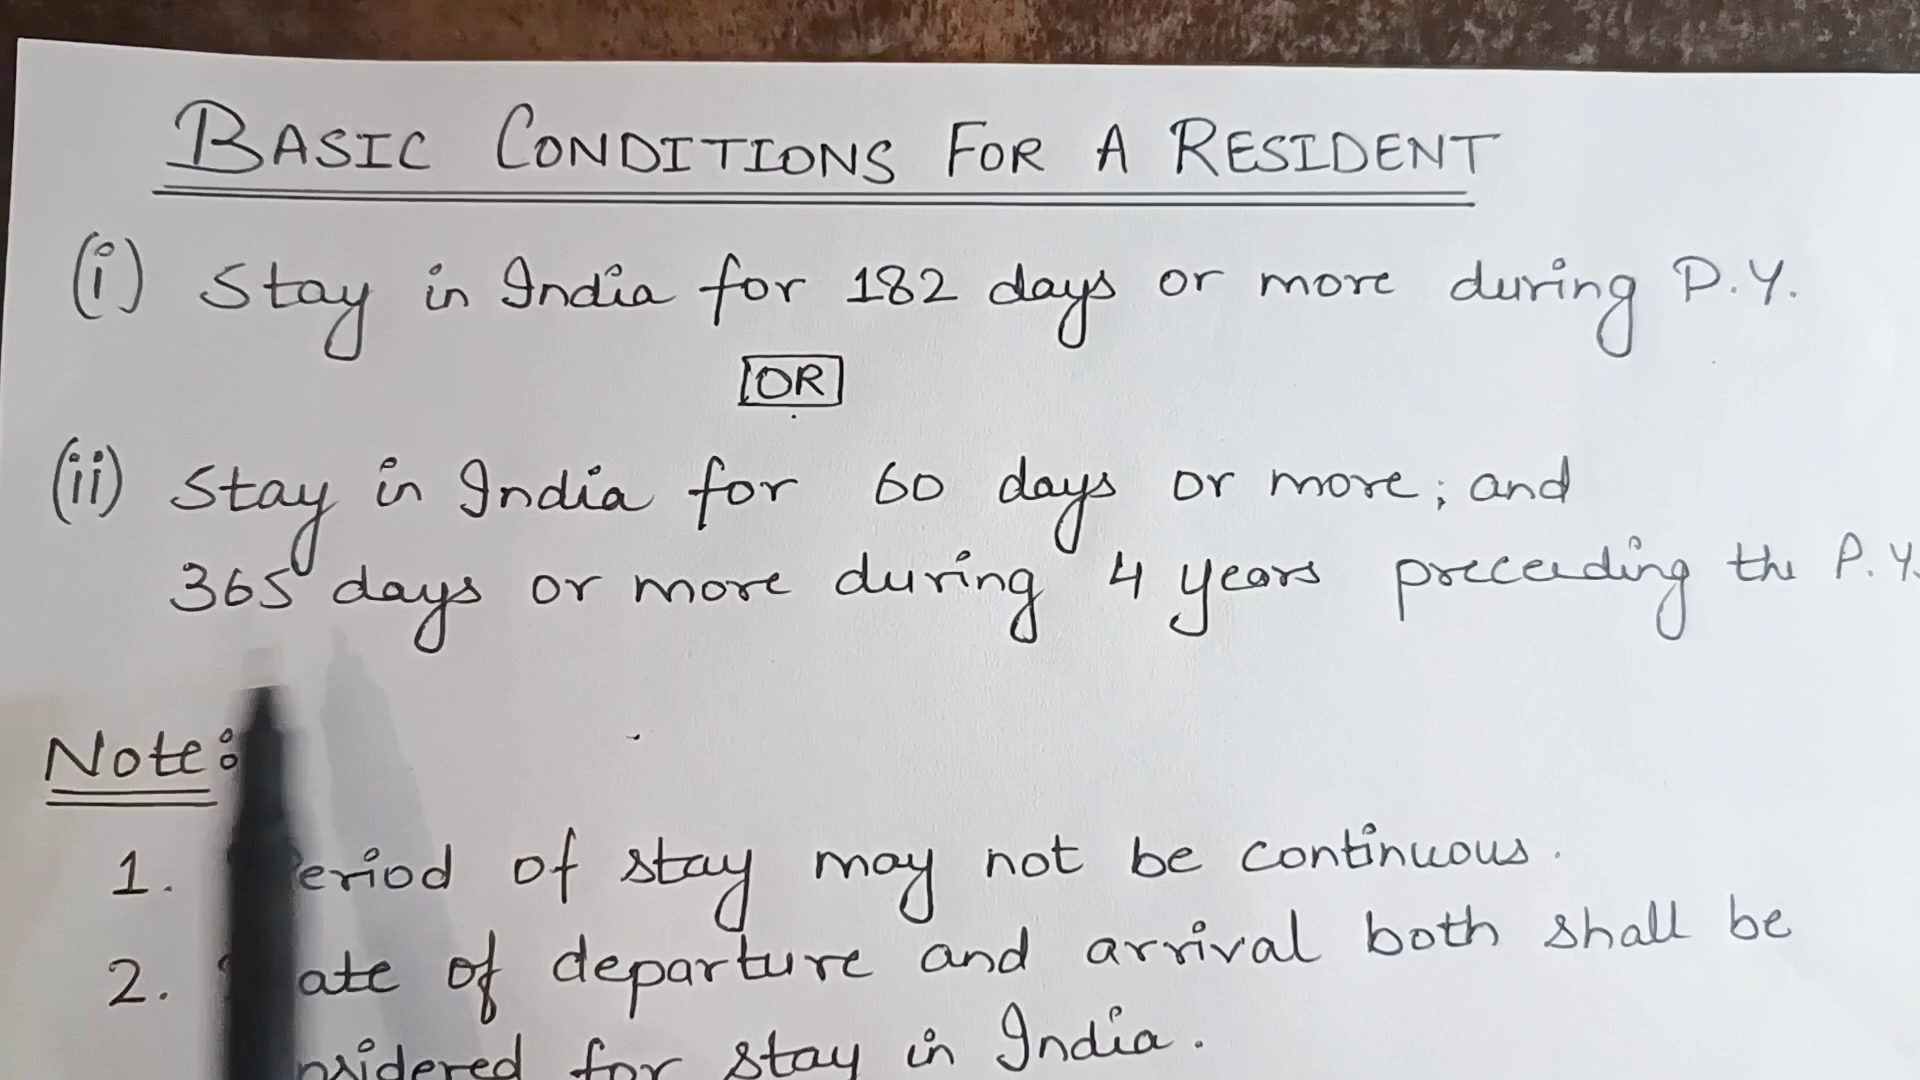 BASIC CONDITIONS FOR A RESIDENT
(i) Stay in India for 182 days or more during P.Y.
OR
(ii) Stay in India for 60 days or more; and
365 days or more during 4 years preceeding the P.Y.
Note:
1. eriod of stay may not be continuous.
2. ate of departure and arrival both shall be
nsidered for stay in India.